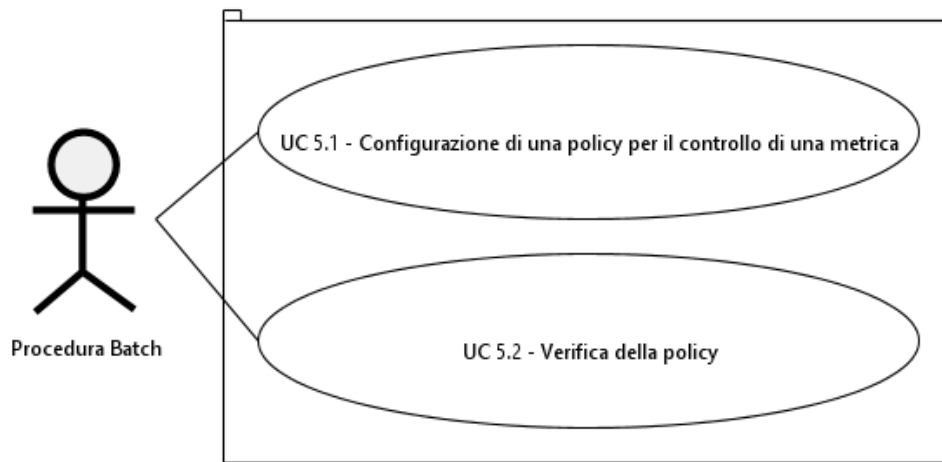 UC 5.1 - Configurazione di una policy per il controllo di una metrica
Procedura Batch
UC 5.2 - Verifica della policy